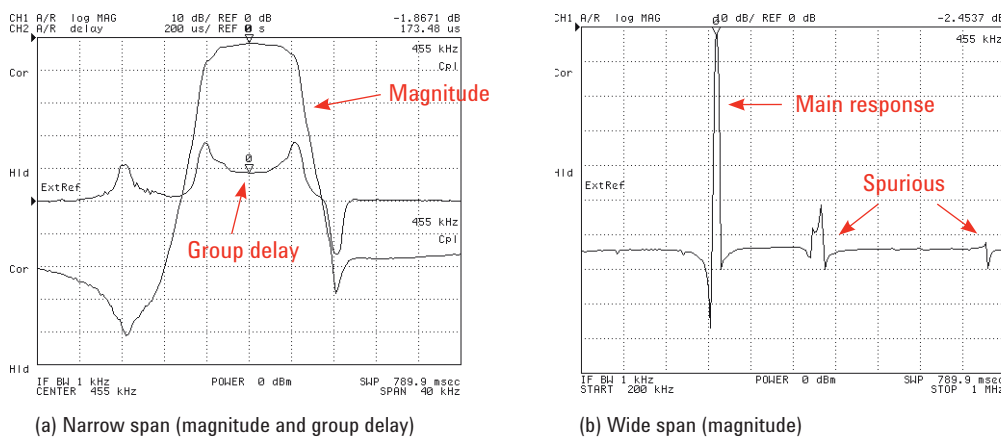 CH1 A/R log MAG 10 dB/ REF 0 dB -1.8671 dB
CH2 A/R delay 200 us/ REF 0 s 173.48 us
0
455 kHz
Cpl
Cor
Magnitude
Hld
0
ExtRef
455 kHz
Cpl
Group delay
Cor
Hld
IF BW 1 kHz POWER 0 dBm SWP 789.9 msec
CENTER 455 kHz SPAN 40 kHz
(a) Narrow span (magnitude and group delay)
CH1 A/R log MAG 10 dB/ REF 0 dB -2.4537 dB
0
455 kHz
Cor
Main response
Hld
ExtRef
Spurious
IF BW 1 kHz POWER 0 dBm SWP 789.9 msec
START 200 kHz STOP 1 MHz
(b) Wide span (magnitude)